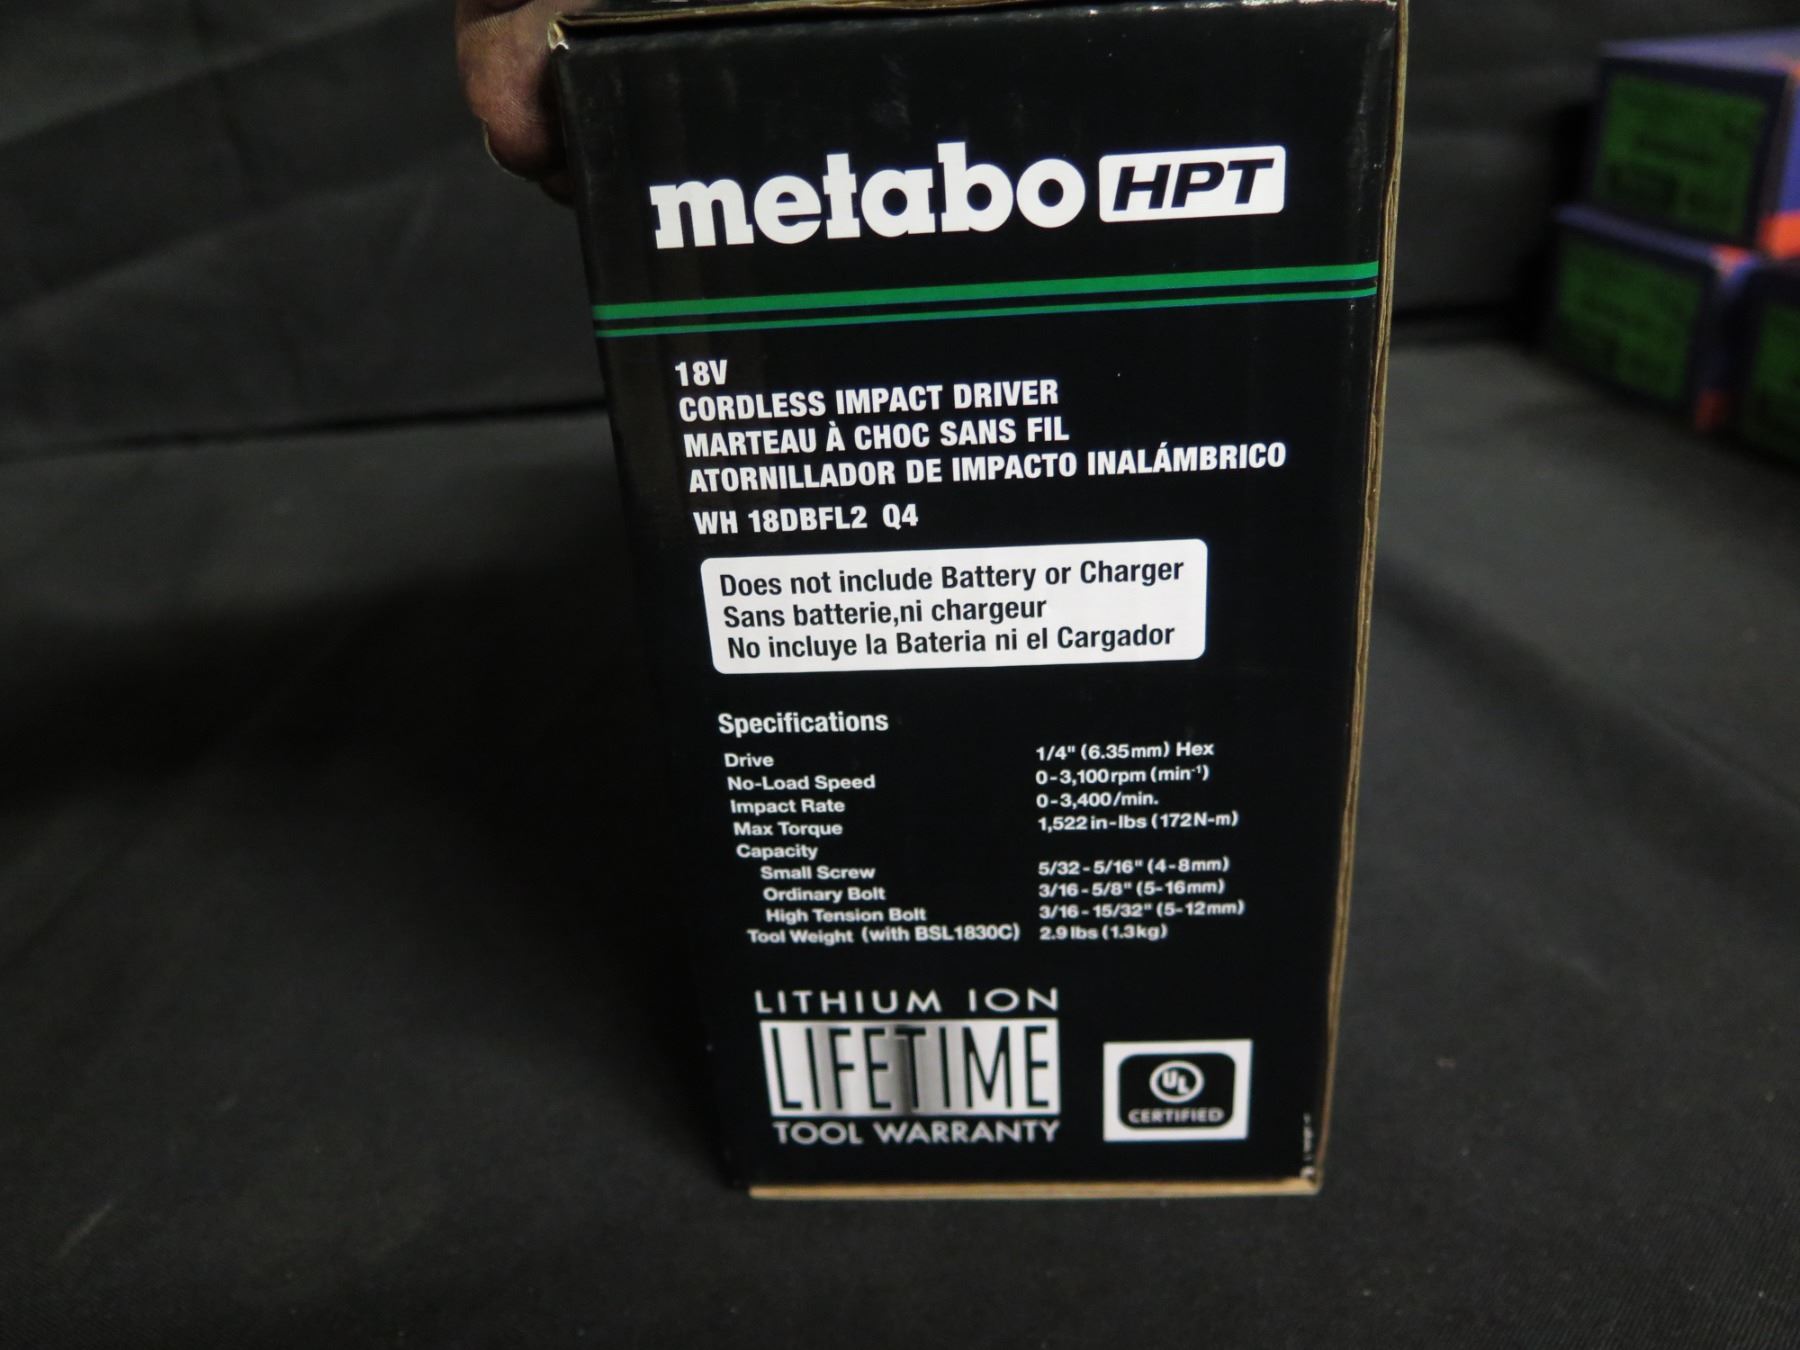 metabo HPT
18V
CORDLESS IMPACT DRIVER
MARTEAU À CHOC SANS FIL
ATORNILLADOR DE IMPACTO INALÁMBRICO
WH 18DBFL2 Q4
Does not include Battery or Charger
Sans batterie,ni chargeur
No incluye la Bateria ni el Cargador
Specifications
Drive 1/4" (6.35mm) Hex
No-Load Speed 0-3,100rpm (min⁻¹)
Impact Rate 0-3,400/min.
Max Torque 1,522in-lbs (172N-m)
Capacity
Small Screw 5/32-5/16" (4-8mm)
Ordinary Bolt 3/16-5/8" (5-16mm)
High Tension Bolt 3/16-15/32" (5-12mm)
Tool Weight (with BSL1830C) 2.9lbs (1.3kg)
LITHIUM ION
LIFETIME
TOOL WARRANTY
UL
CERTIFIED